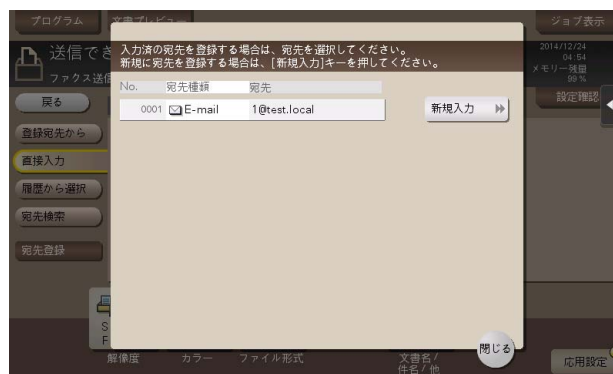 プログラム
文書プレビュー
ジョブ表示
送信でき
ファクス送信
2014/12/24
04:54
メモリー残量
99 %
入力済の宛先を登録する場合は、宛先を選択してください。
新規に宛先を登録する場合は、[新規入力]キーを押してください。
No. 宛先種類 宛先
0001 E-mail 1@test.local
新規入力
戻る
設定確認
登録宛先から
直接入力
履歴から選択
宛先検索
宛先登録
S
F
解像度 カラー ファイル形式 文書名/
件名/他
閉じる
応用設定